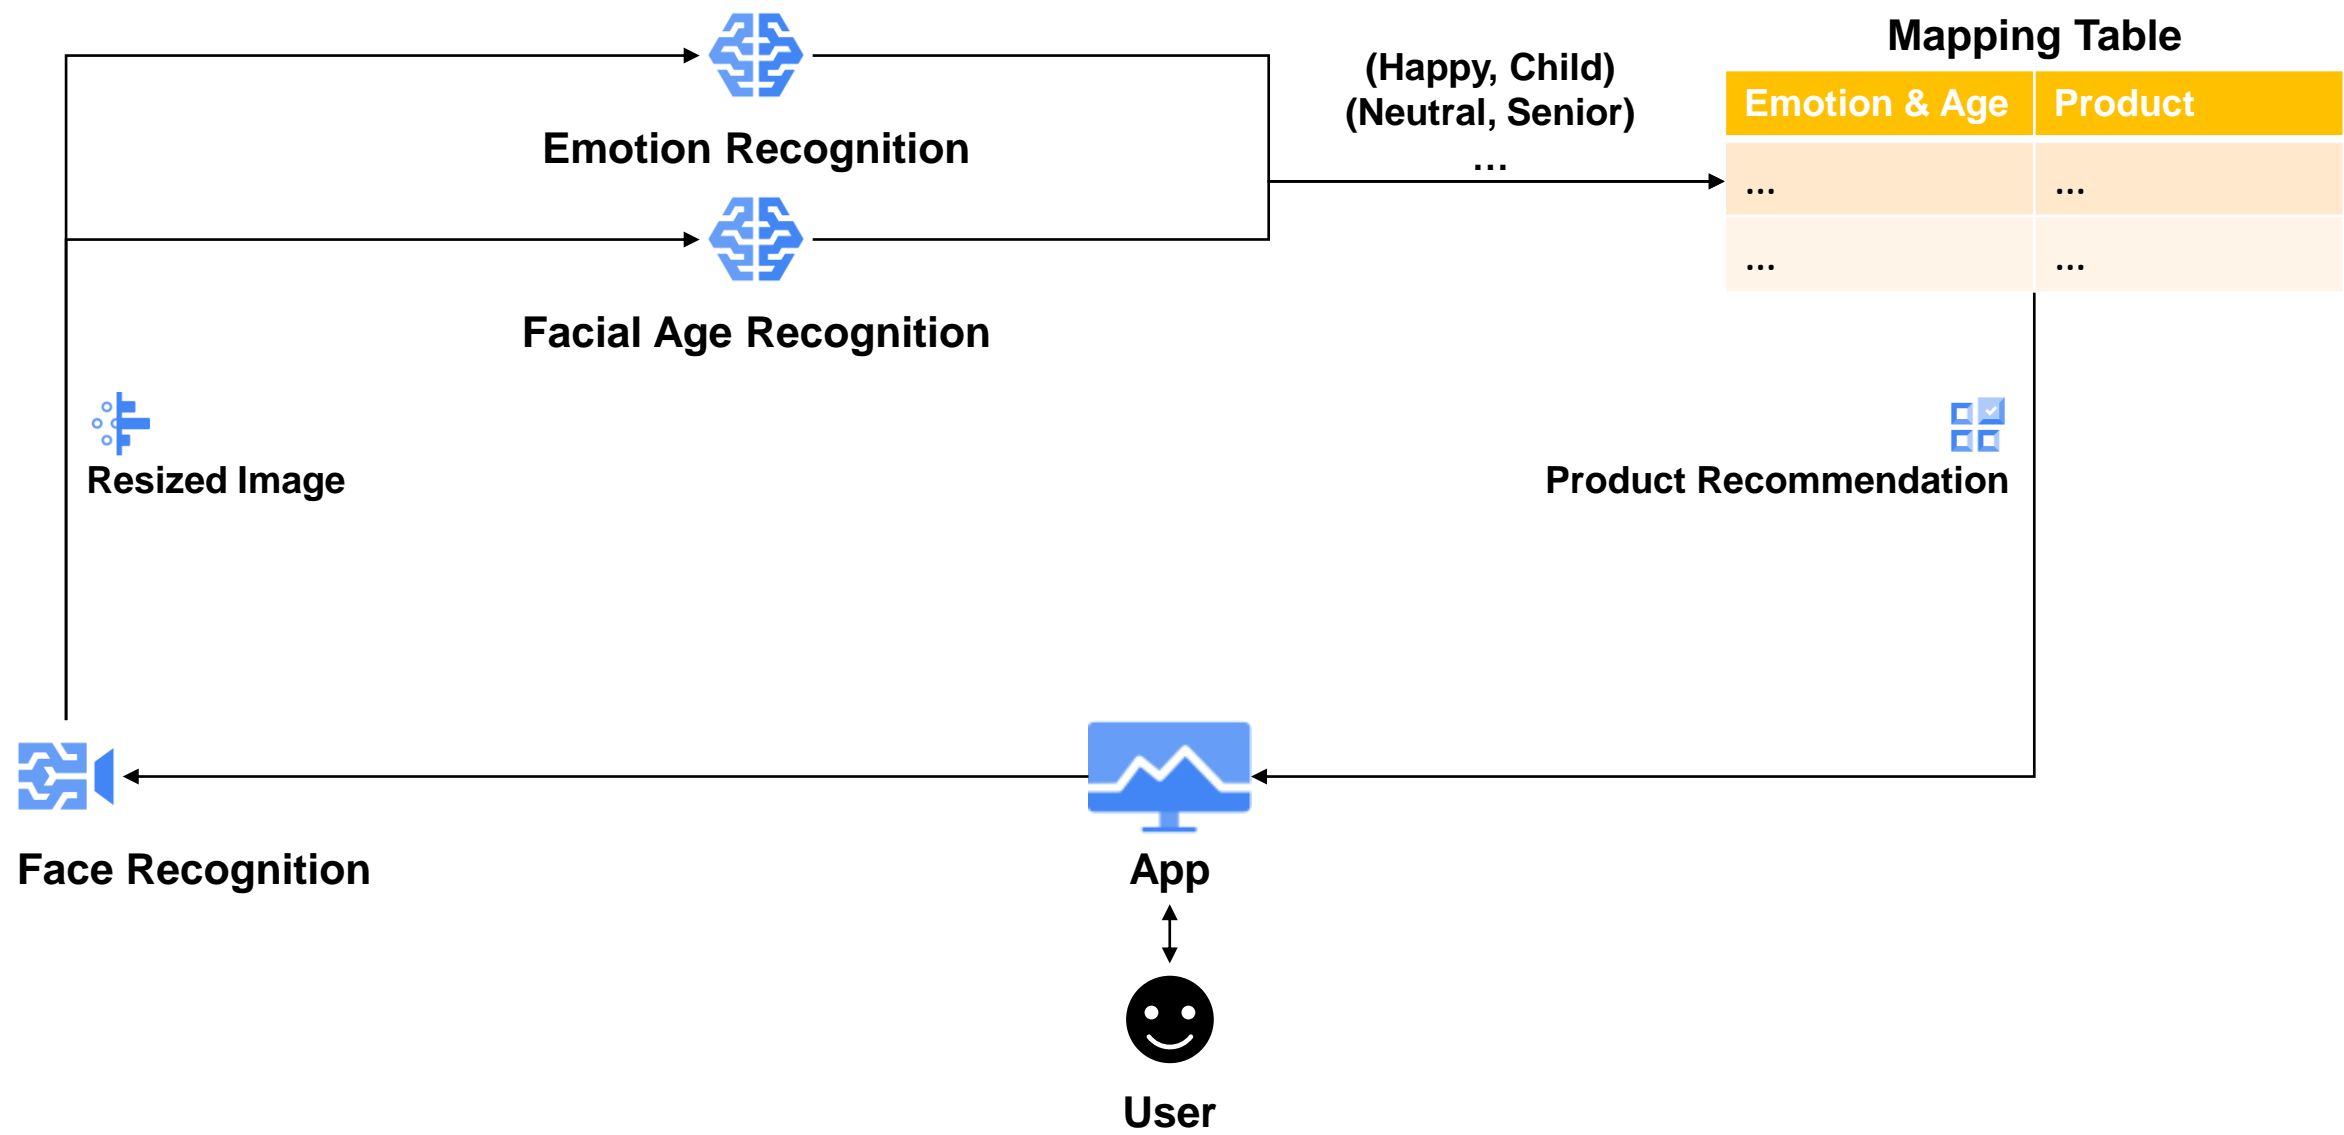 Mapping Table
(Happy, Child)
(Neutral, Senior)
...
Emotion & Age Product
... ...
... ...
Emotion Recognition
Facial Age Recognition
Resized Image
Product Recommendation
Face Recognition
App
User